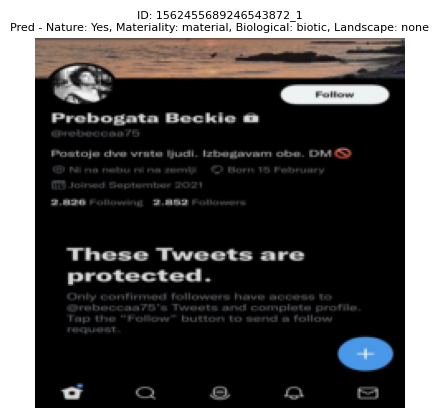 ID: 1562455689246543872_1
Pred - Nature: Yes, Materiality: material, Biological: biotic, Landscape: none
Follow
Prebogata Beckie
@rebeccaa75
Postoje dve vrste ljudi. Izbegavam obe. DM🚫
Ni na nebu ni na zemlji Born 15 February
Joined September 2021
2.826 Following 2.852 Followers
These Tweets are
protected.
Only confirmed followers have access to
@rebeccaa75's Tweets and complete profile.
Tap the "Follow" button to send a follow
request.